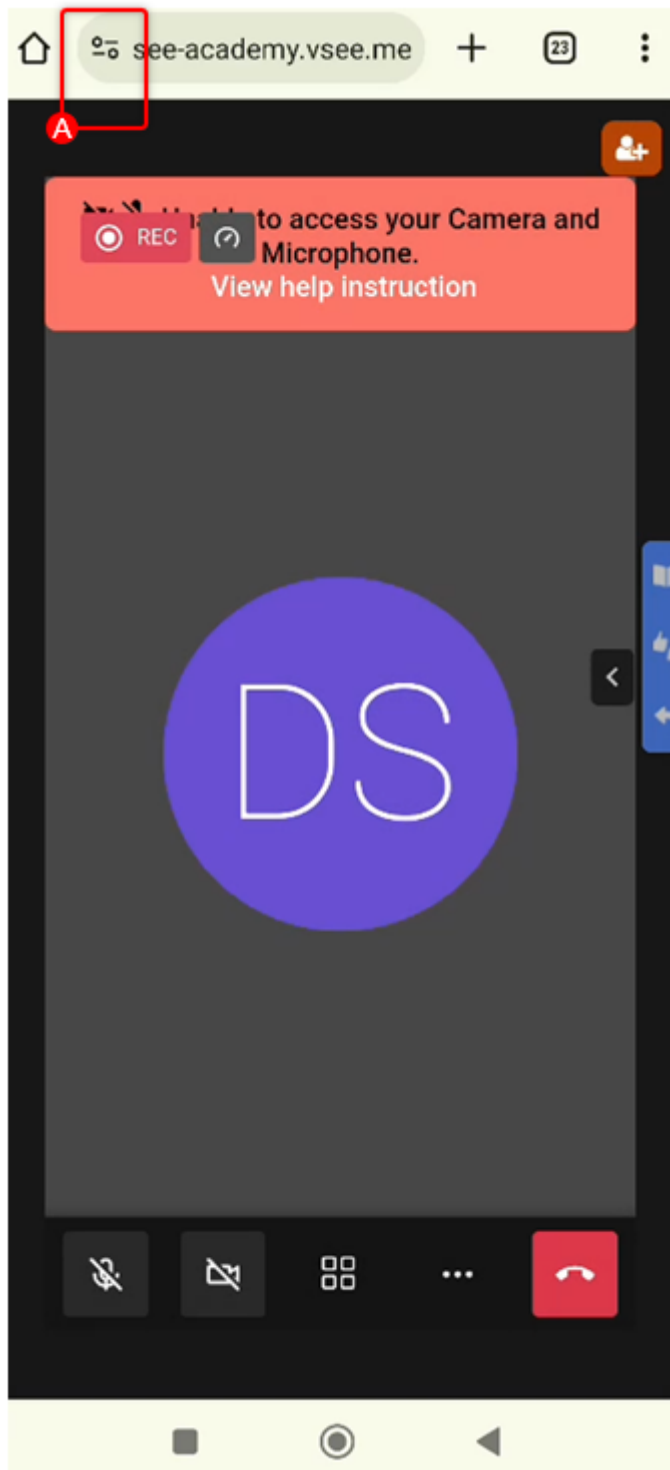 see-academy.vsee.me
23
A
to access your Camera and
REC
Microphone.
View help instruction
DS